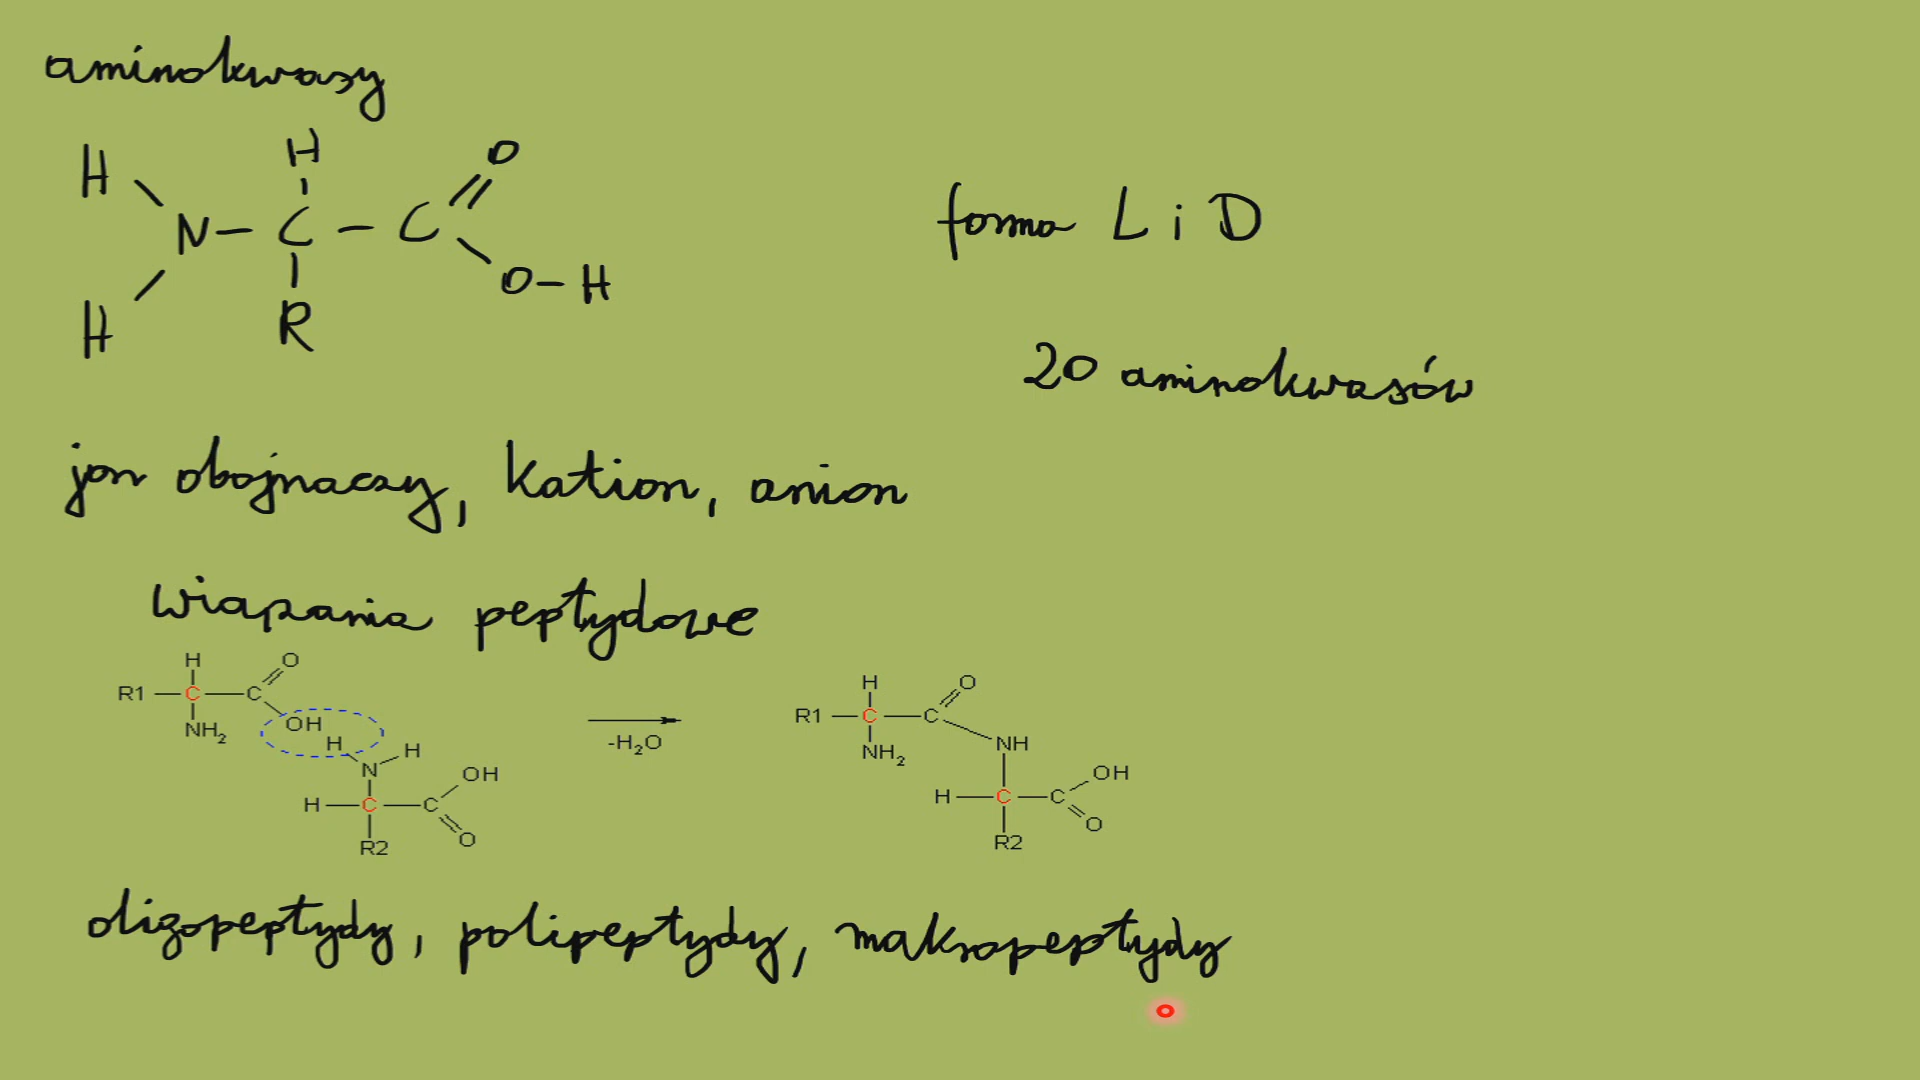 aminokwasy
H
H
O
N – C – C
O – H
H
R
forma L i D
20 aminokwasów
jon obojnaczy, kation, anion
wiązania peptydowe
H
O
R1 C C
NH2
OH
H
H
N
OH
H C C
O
R2
-H2O
H
O
R1 C C
NH2
NH
OH
H C C
O
R2
oligopeptydy, polipeptydy, makropeptydy